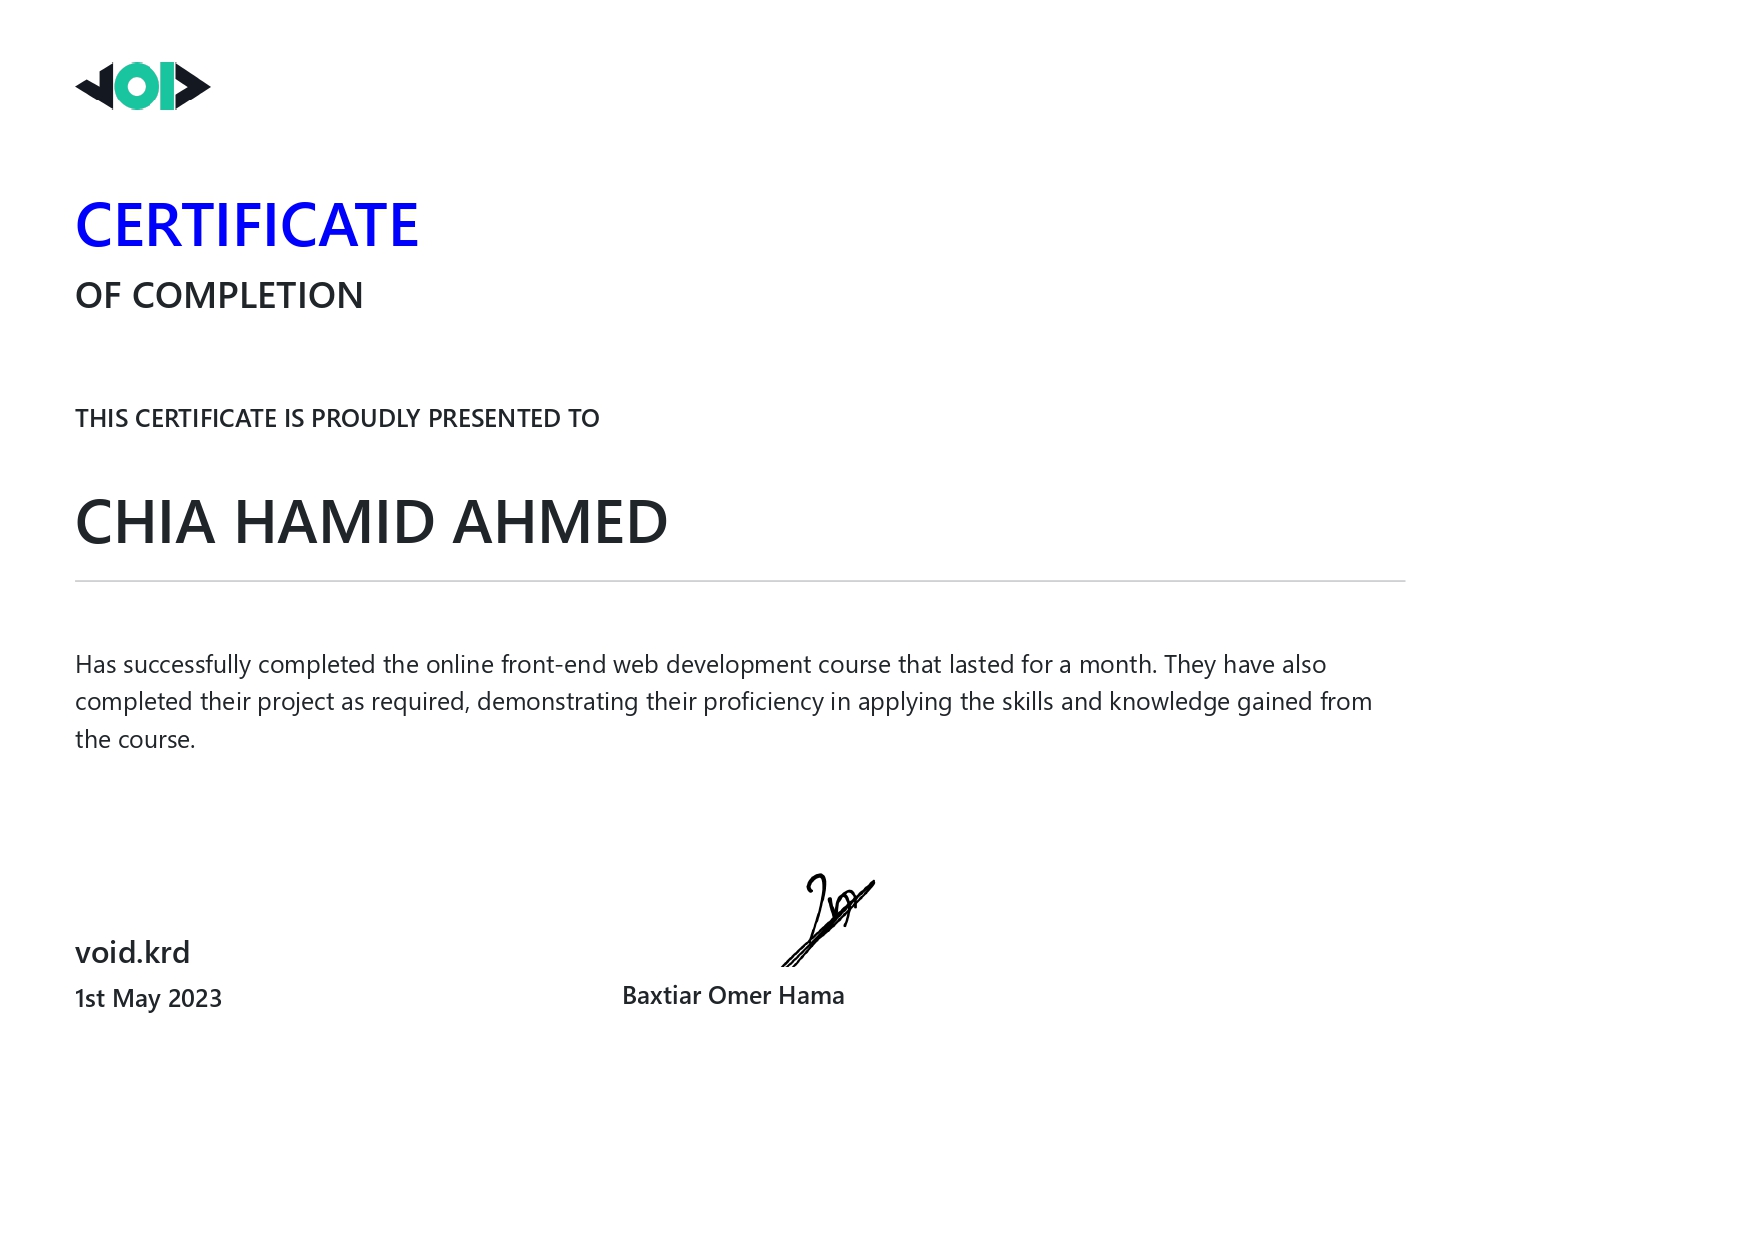 VOID
CERTIFICATE
OF COMPLETION
THIS CERTIFICATE IS PROUDLY PRESENTED TO
CHIA HAMID AHMED
Has successfully completed the online front-end web development course that lasted for a month. They have also
completed their project as required, demonstrating their proficiency in applying the skills and knowledge gained from
the course.
void.krd
1st May 2023
Baxtiar Omer Hama